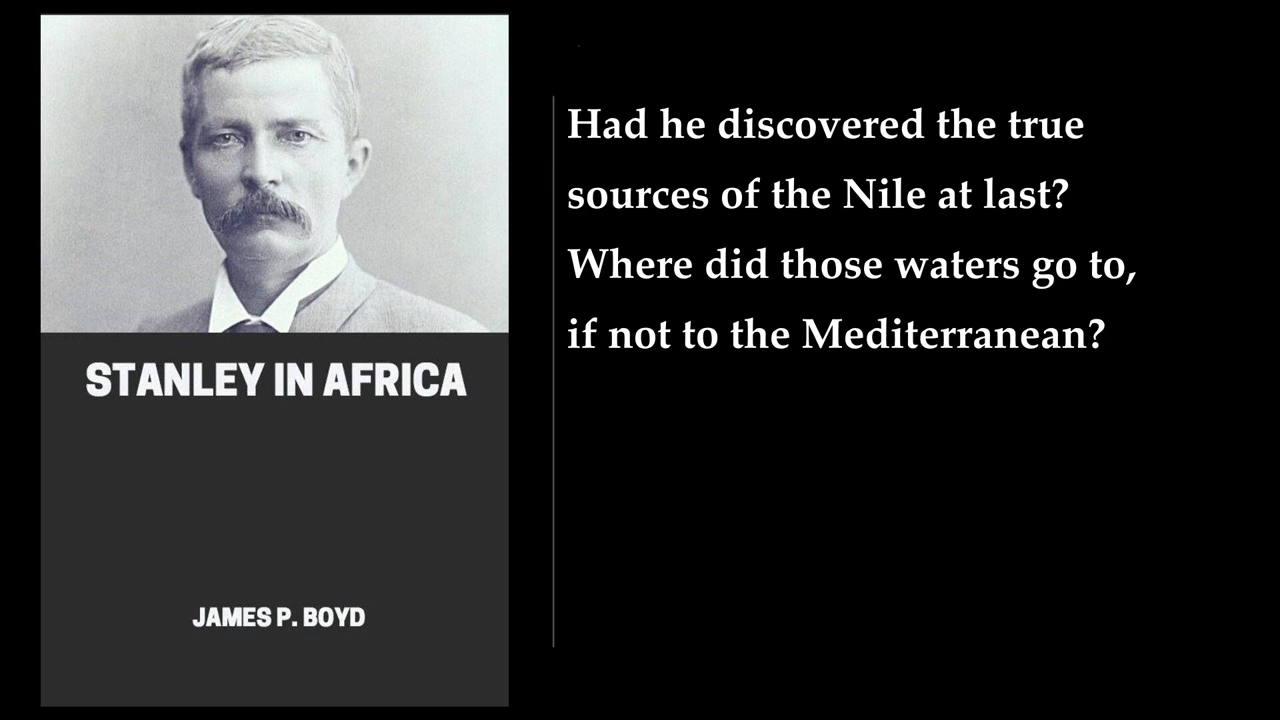 STANLEY IN AFRICA
JAMES P. BOYD
Had he discovered the true
sources of the Nile at last?
Where did those waters go to,
if not to the Mediterranean?